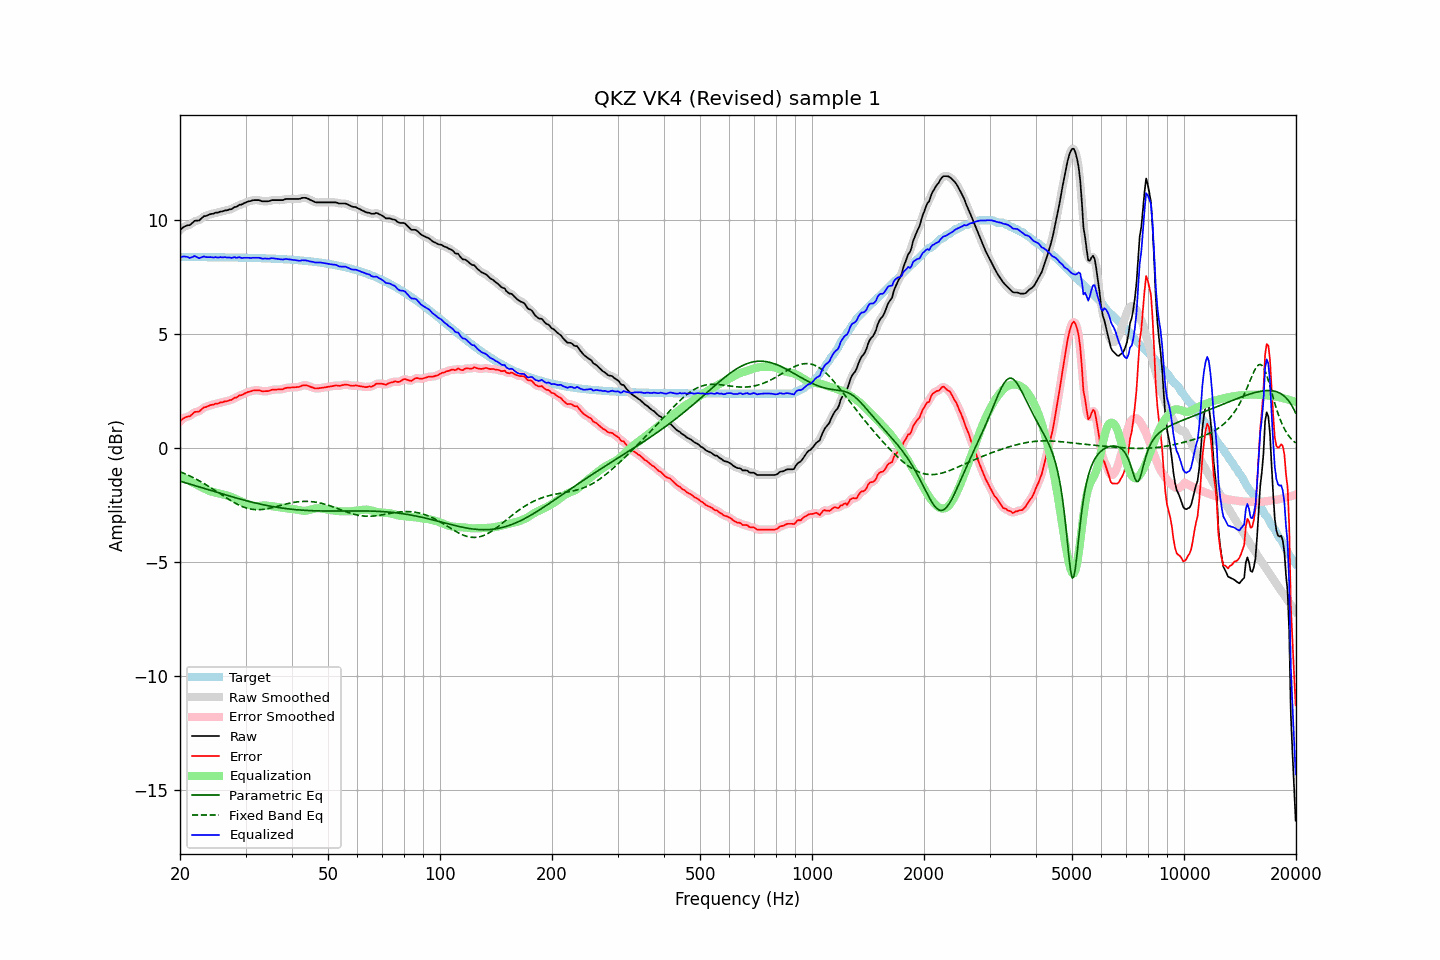 QKZ VK4 (Revised) sample 1
Amplitude (dBr)
10
5
0
−5
−10
−15
Target
Raw Smoothed
Error Smoothed
Raw
Error
Equalization
Parametric Eq
Fixed Band Eq
Equalized
20 50 100 200 500 1000 2000 5000 10000 20000
Frequency (Hz)